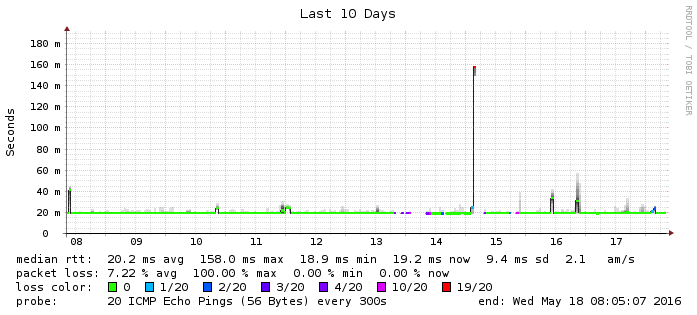 Last 10 Days
RRDTOOL / TOBI OETIKER
Seconds
180 m
160 m
140 m
120 m
100 m
80 m
60 m
40 m
20 m
0
08 09 10 11 12 13 14 15 16 17
median rtt: 20.2 ms avg 158.0 ms max 18.9 ms min 19.2 ms now 9.4 ms sd 2.1 am/s
packet loss: 7.22 % avg 100.00 % max 0.00 % min 0.00 % now
loss color: 0 1/20 2/20 3/20 4/20 10/20 19/20
probe: 20 ICMP Echo Pings (56 Bytes) every 300s end: Wed May 18 08:05:07 2016